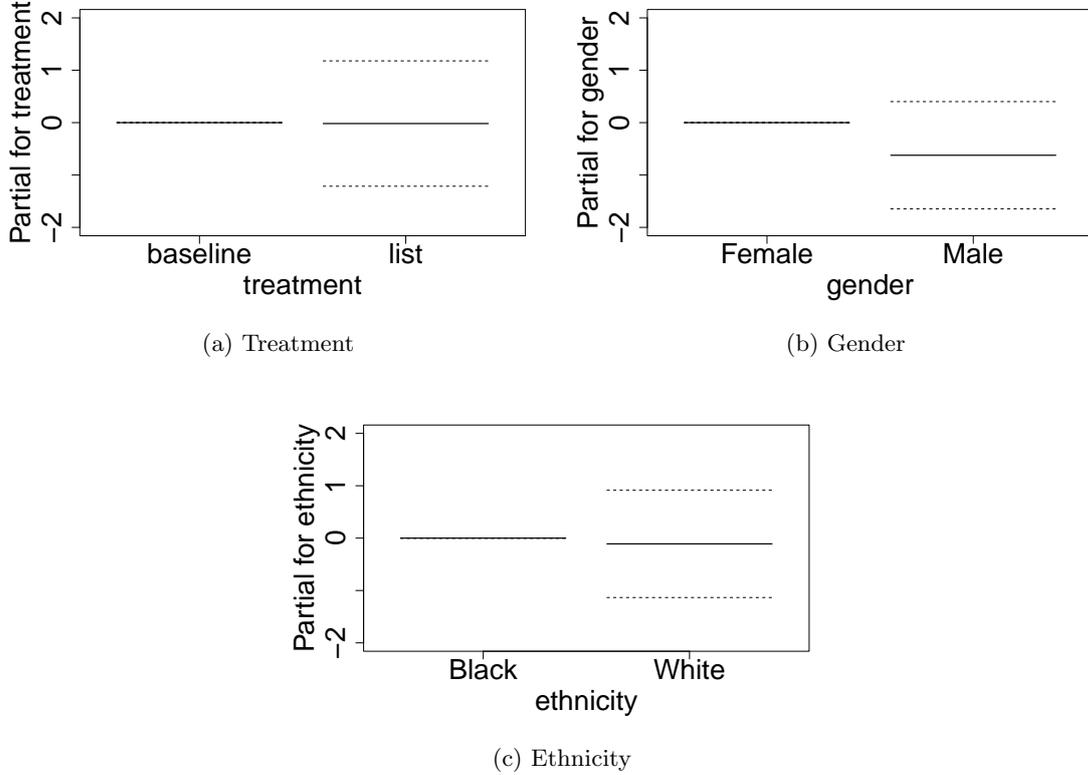 Partial for treatment
2
1
0
−2
baseline
list
treatment
(a) Treatment
Partial for gender
2
1
0
−2
Female
Male
gender
(b) Gender
Partial for ethnicity
2
1
0
−2
Black
White
ethnicity
(c) Ethnicity